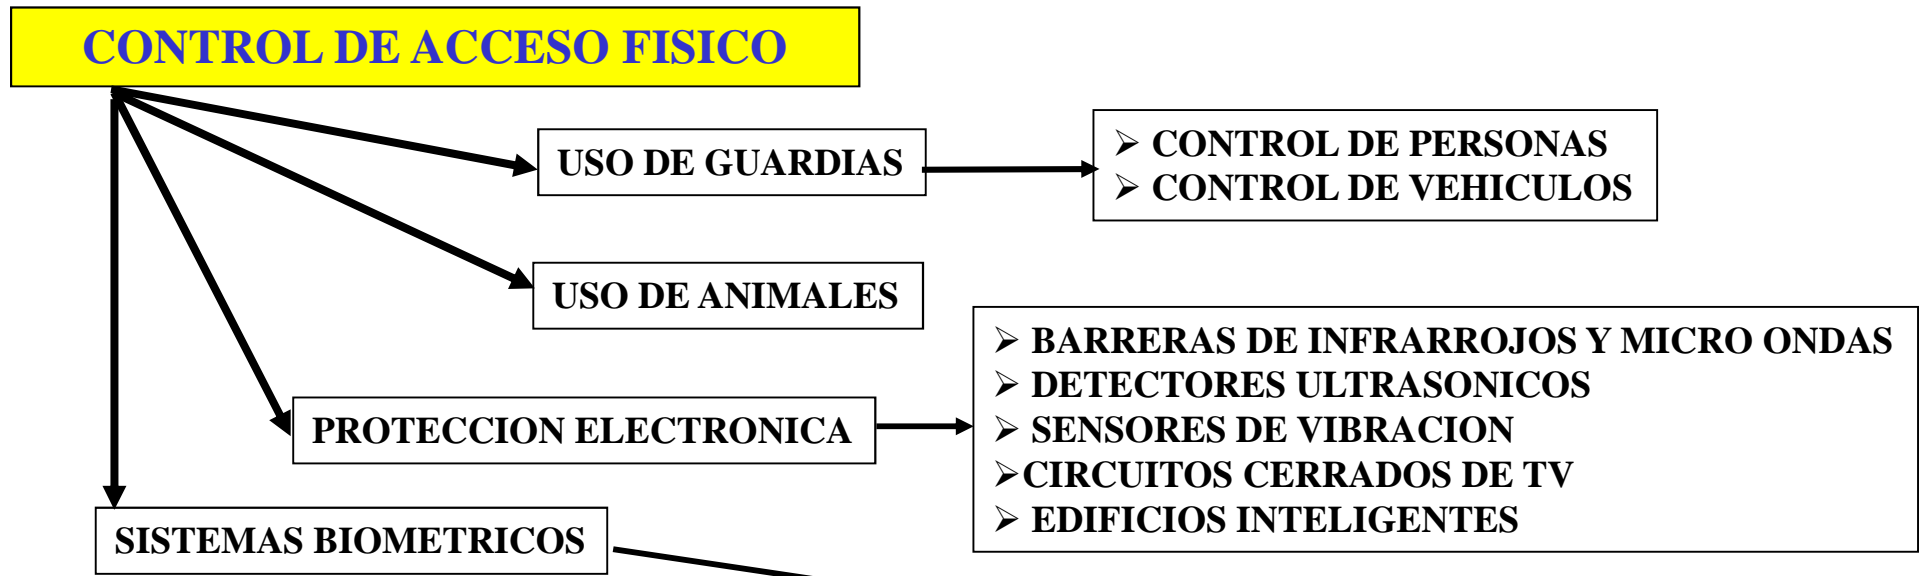 CONTROL DE ACCESO FISICO
USO DE GUARDIAS
➢ CONTROL DE PERSONAS
➢ CONTROL DE VEHICULOS
USO DE ANIMALES
PROTECCION ELECTRONICA
➢ BARRERAS DE INFRARROJOS Y MICRO ONDAS
➢ DETECTORES ULTRASONICOS
➢ SENSORES DE VIBRACION
➢CIRCUITOS CERRADOS DE TV
➢ EDIFICIOS INTELIGENTES
SISTEMAS BIOMETRICOS